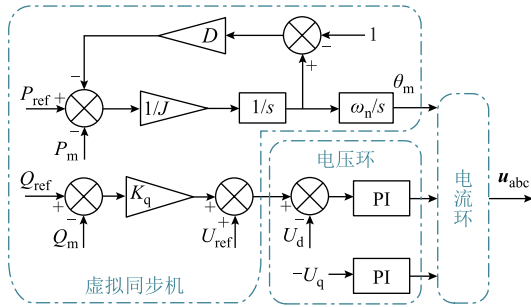 D
1
−
+
−
P_ref
+
−
P_m
1/J
1/s
ω_n/s
θ_m
Q_ref
+
−
Q_m
K_q
+
+
U_ref
电压环
+
−
U_d
PI
−U_q
PI
电流环
u_abc
虚拟同步机